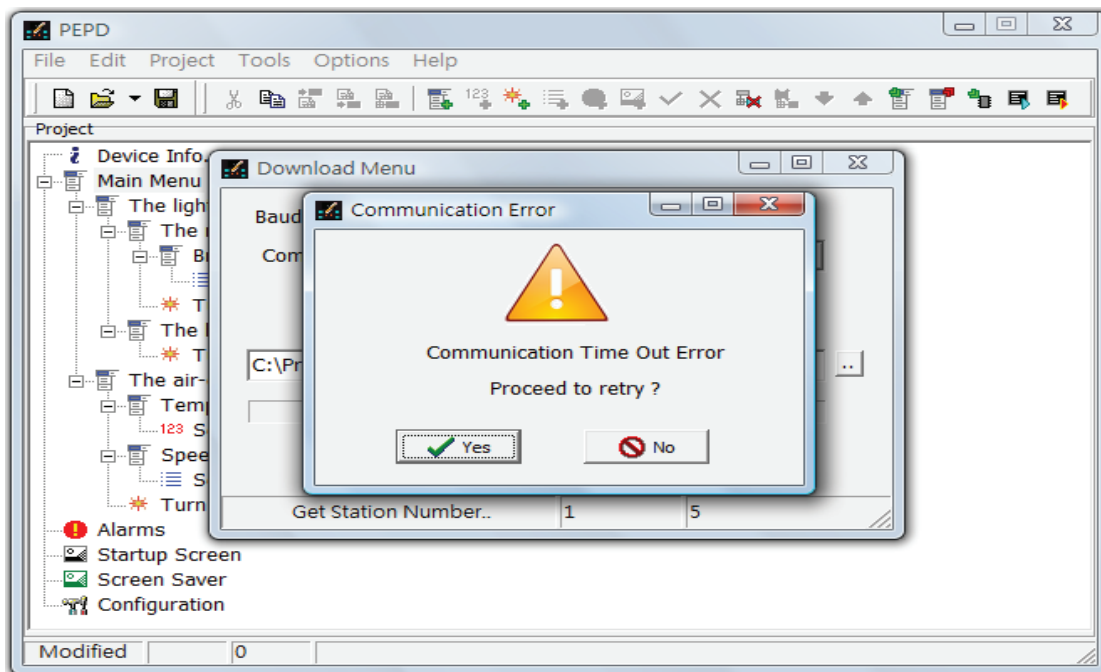 PEPD
File Edit Project Tools Options Help
123
Project
Device Info.
Main Menu
The ligh
The
Download Menu
Baud
Com
Communication Error
Communication Time Out Error
Proceed to retry ?
Yes
No
B
T
The
T
C:\Pr
..
The air-
Temp
123 S
Spee
S
Turn
Get Station Number.. 1 5
Alarms
Startup Screen
Screen Saver
Configuration
Modified 0